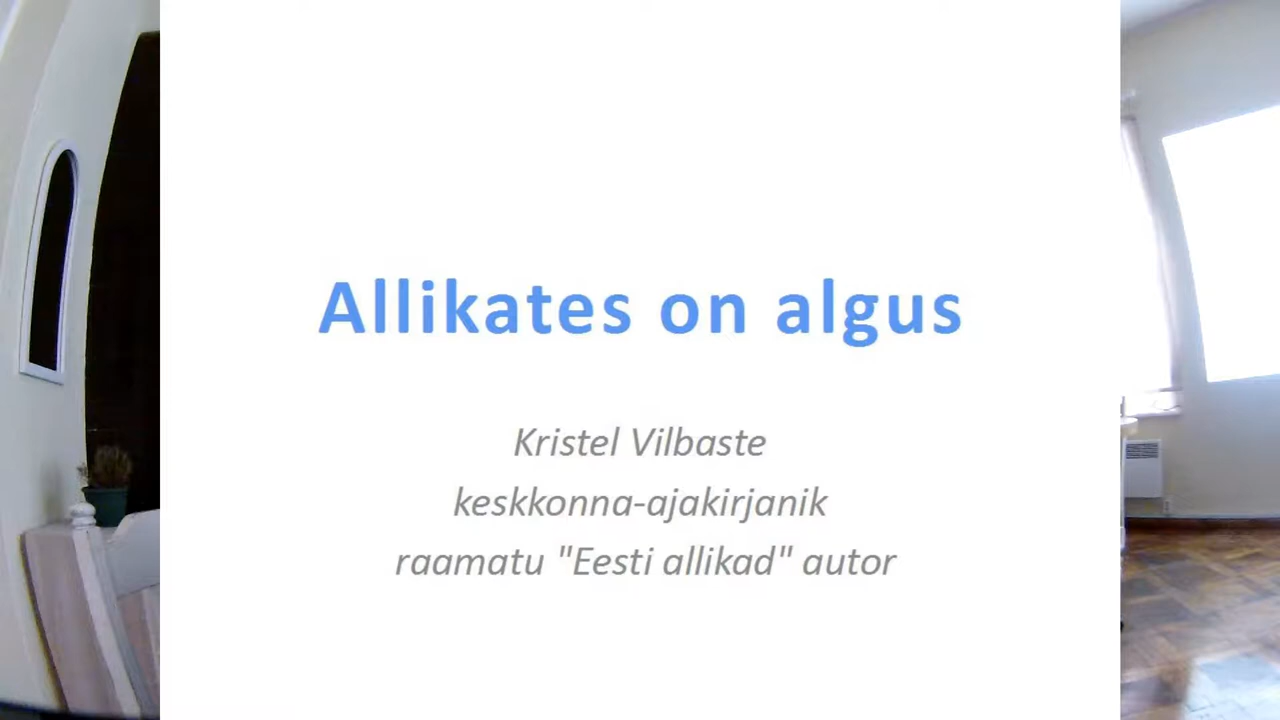 Allikates on algus
Kristel Vilbaste
keskkonna-ajakirjanik
raamatu "Eesti allikad" autor